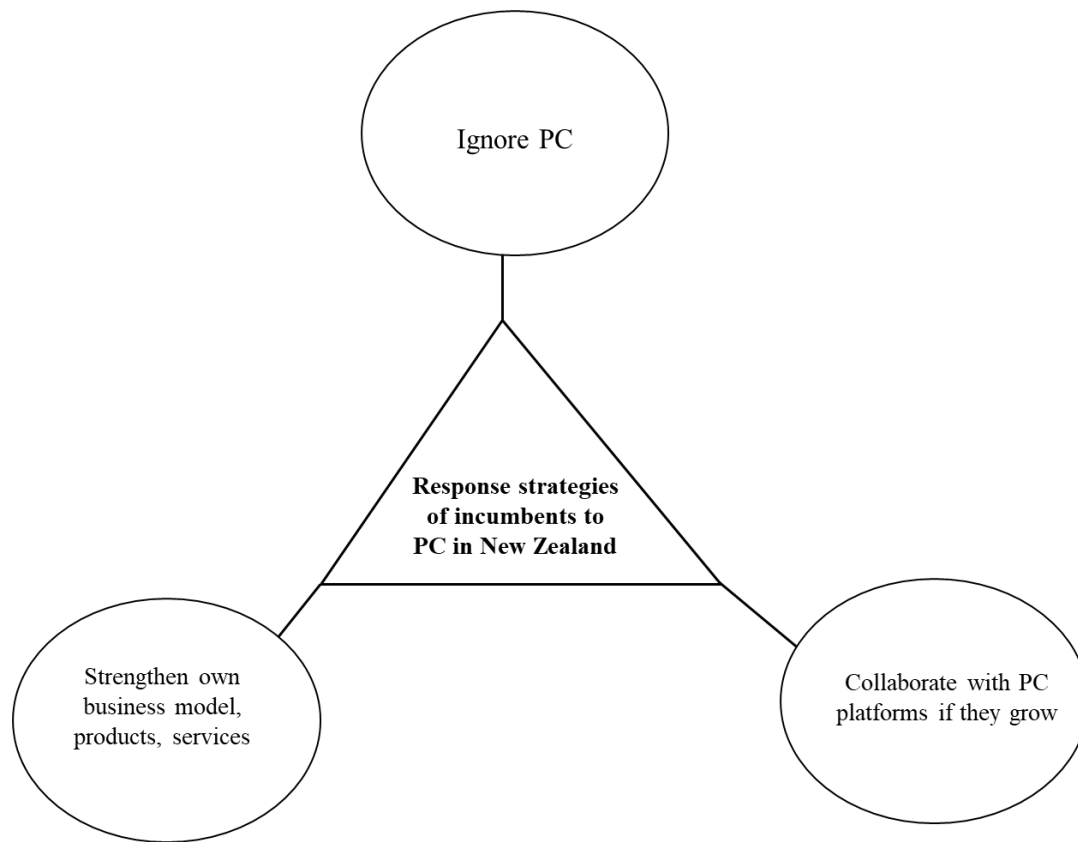 Ignore PC
Response strategies
of incumbents to
PC in New Zealand
Strengthen own
business model,
products, services
Collaborate with PC
platforms if they grow